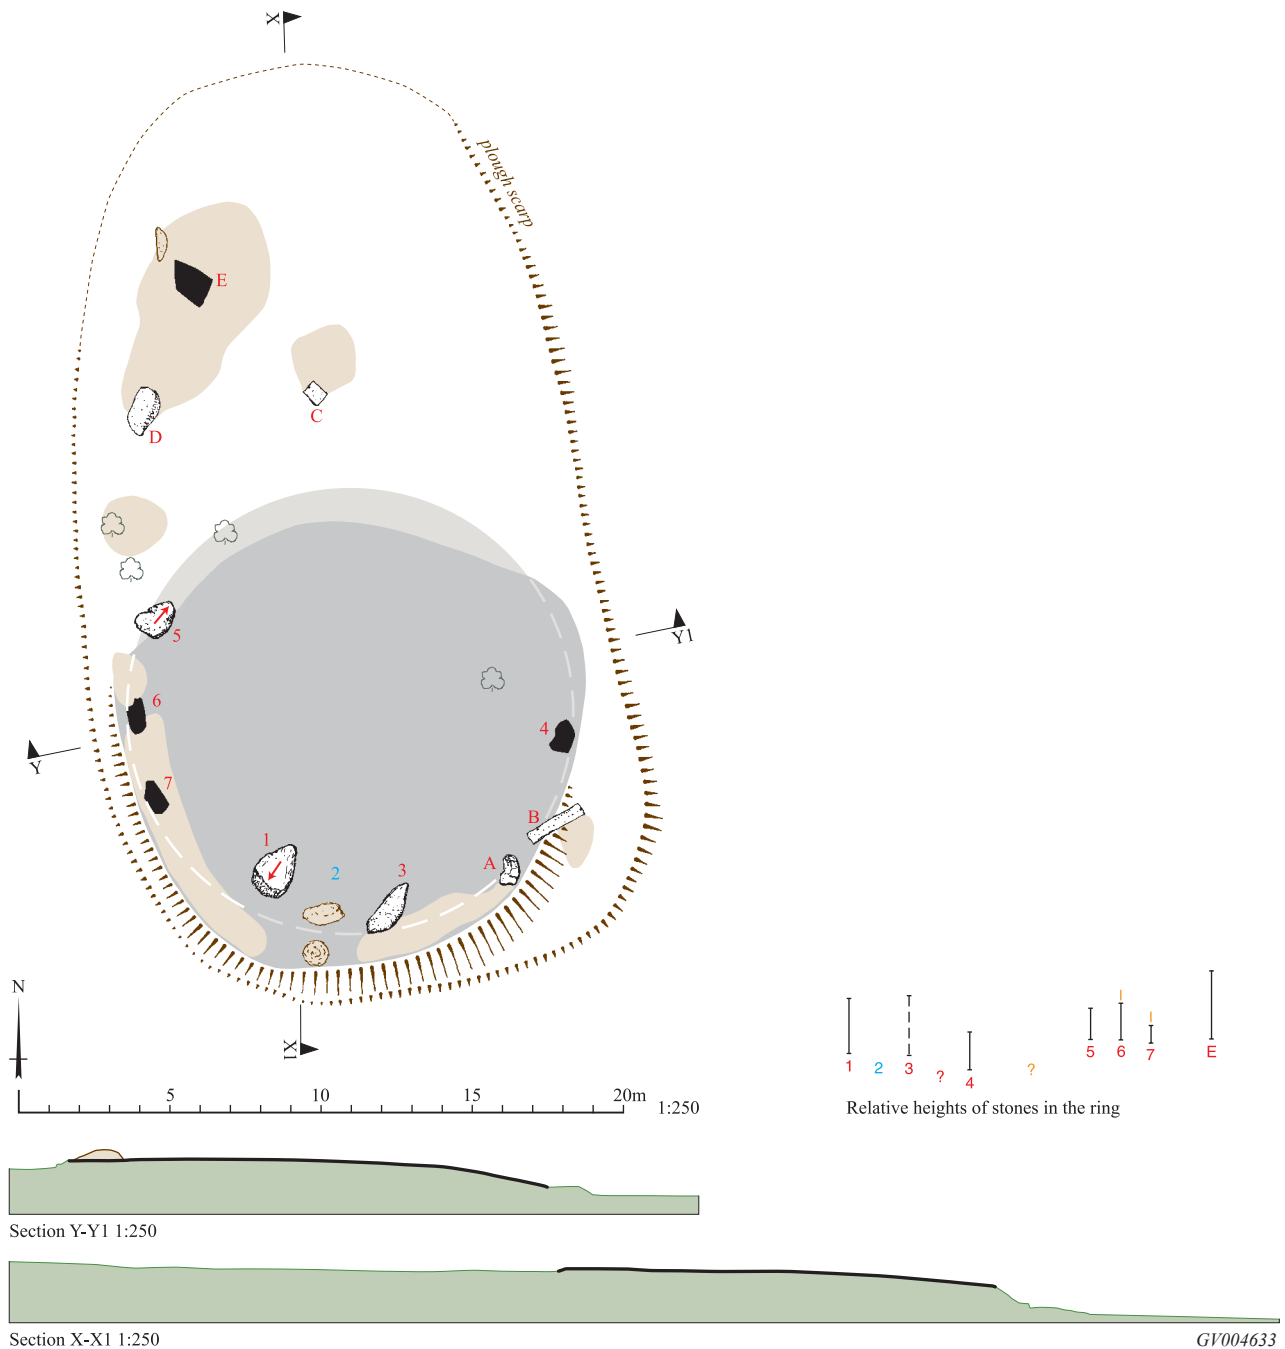 X
plough scarp
E
D
C
5
Y1
6
4
Y
7
B
1
2
3
A
N
X1
5 10 15 20m 1:250
1 2 3 ? 4 ? 5 6 7 E
Relative heights of stones in the ring
Section Y-Y1 1:250
Section X-X1 1:250
GV004633